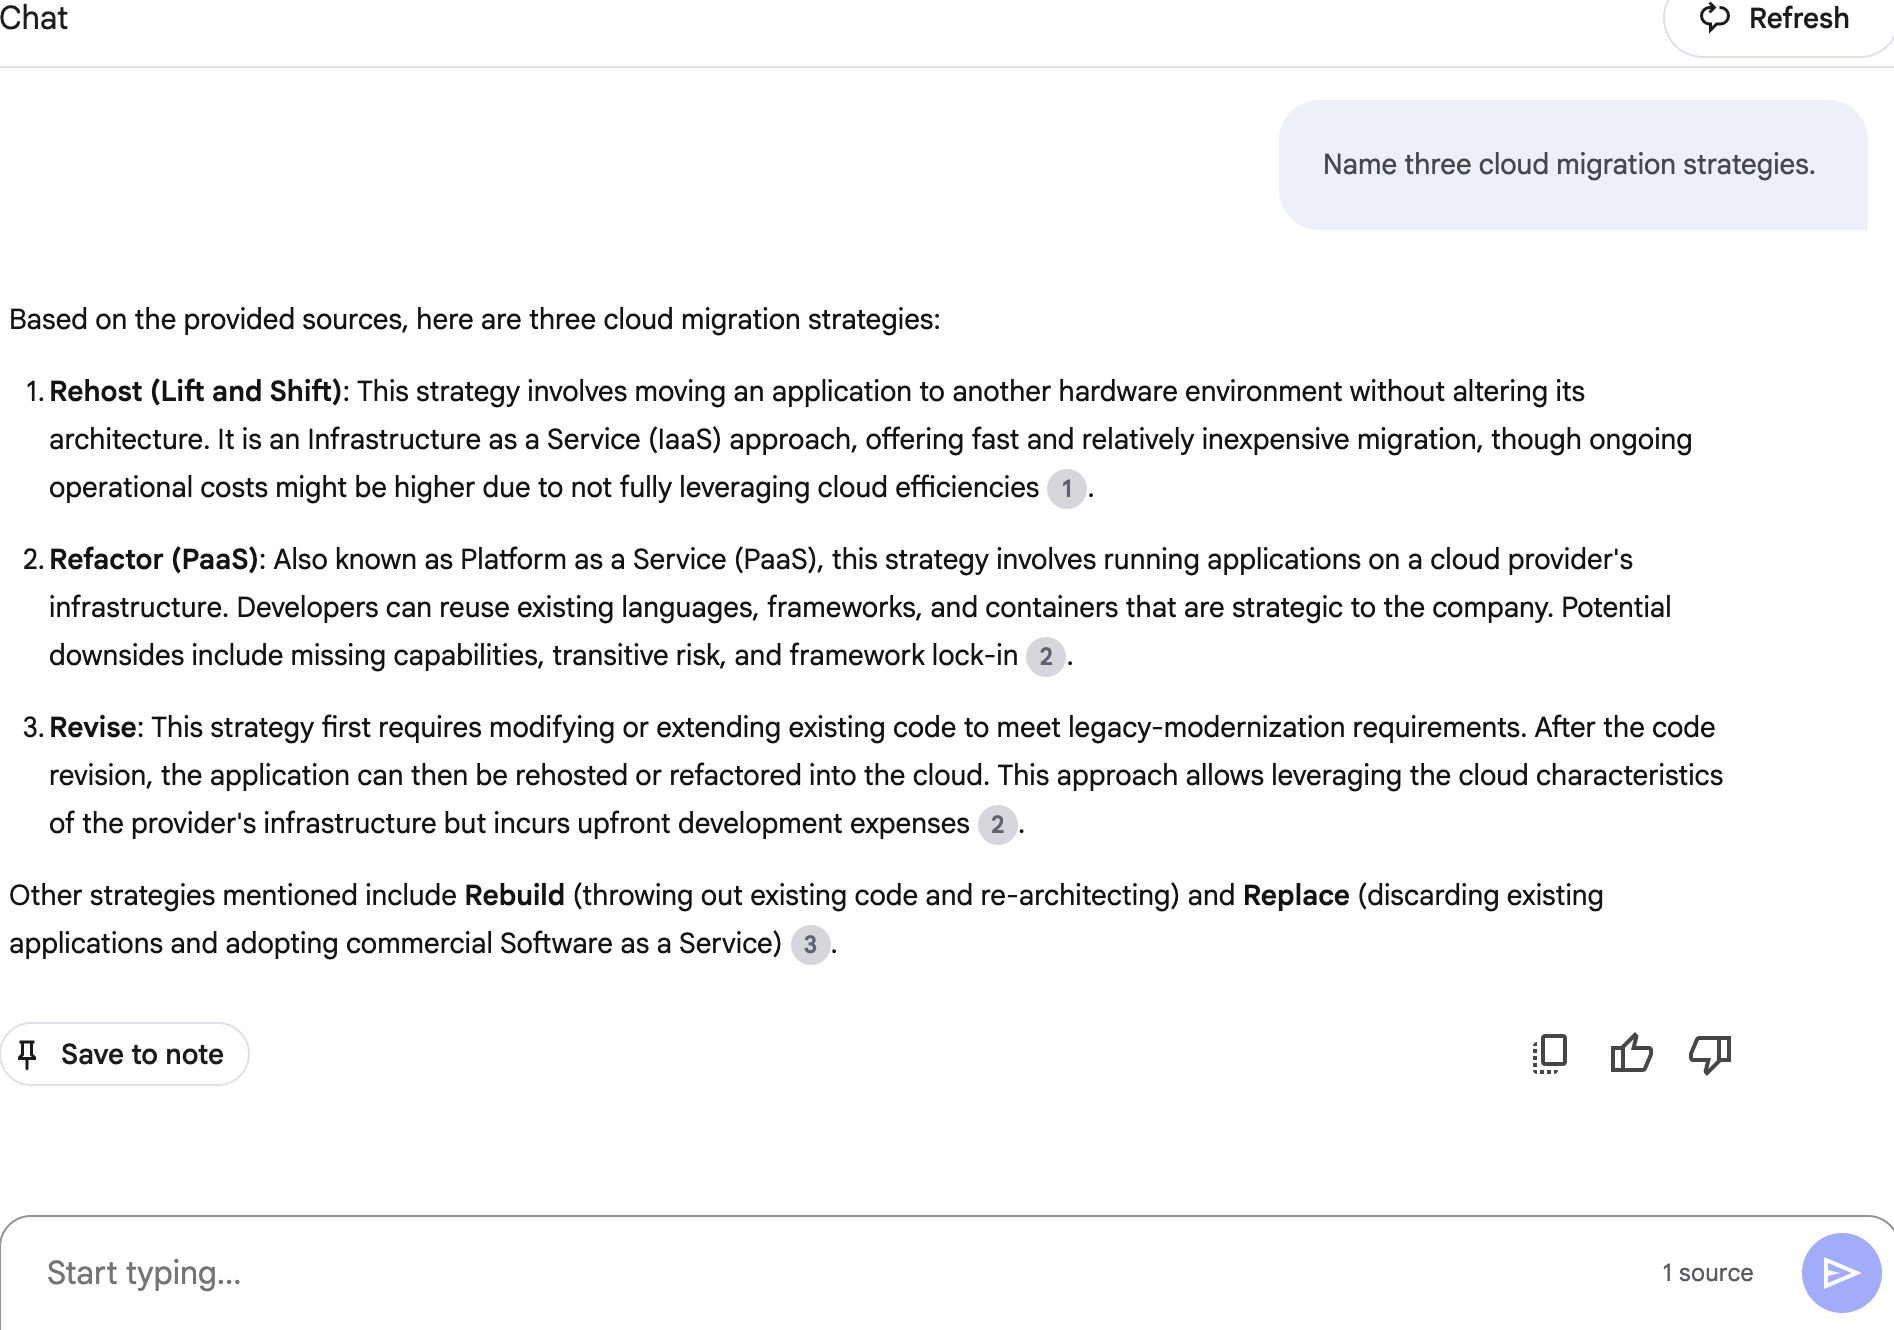 Chat
Refresh
Name three cloud migration strategies.
Based on the provided sources, here are three cloud migration strategies:
1. Rehost (Lift and Shift): This strategy involves moving an application to another hardware environment without altering its
architecture. It is an Infrastructure as a Service (IaaS) approach, offering fast and relatively inexpensive migration, though ongoing
operational costs might be higher due to not fully leveraging cloud efficiencies 1.
2. Refactor (PaaS): Also known as Platform as a Service (PaaS), this strategy involves running applications on a cloud provider's
infrastructure. Developers can reuse existing languages, frameworks, and containers that are strategic to the company. Potential
downsides include missing capabilities, transitive risk, and framework lock-in 2.
3. Revise: This strategy first requires modifying or extending existing code to meet legacy-modernization requirements. After the code
revision, the application can then be rehosted or refactored into the cloud. This approach allows leveraging the cloud characteristics
of the provider's infrastructure but incurs upfront development expenses 2.
Other strategies mentioned include Rebuild (throwing out existing code and re-architecting) and Replace (discarding existing
applications and adopting commercial Software as a Service) 3.
Save to note
Start typing...
1 source